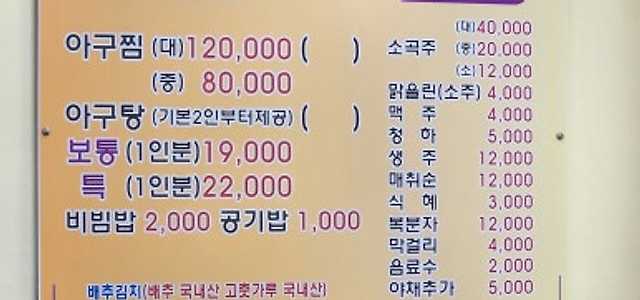 아구찜 (대) 120,000 ( )
(중) 80,000
아구탕 (기본2인부터제공) ( )
보통 (1인분) 19,000
특 (1인분) 22,000
비빔밥 2,000 공기밥 1,000
배추김치(배추 국내산 고춧가루 국내산)
(대) 40,000
소곡주 (중) 20,000
(소) 12,000
맑을린(소주) 4,000
맥 주 4,000
청 하 5,000
생 주 12,000
매취순 12,000
식 혜 3,000
복분자 12,000
막걸리 4,000
음료수 2,000
야채추가 5,000